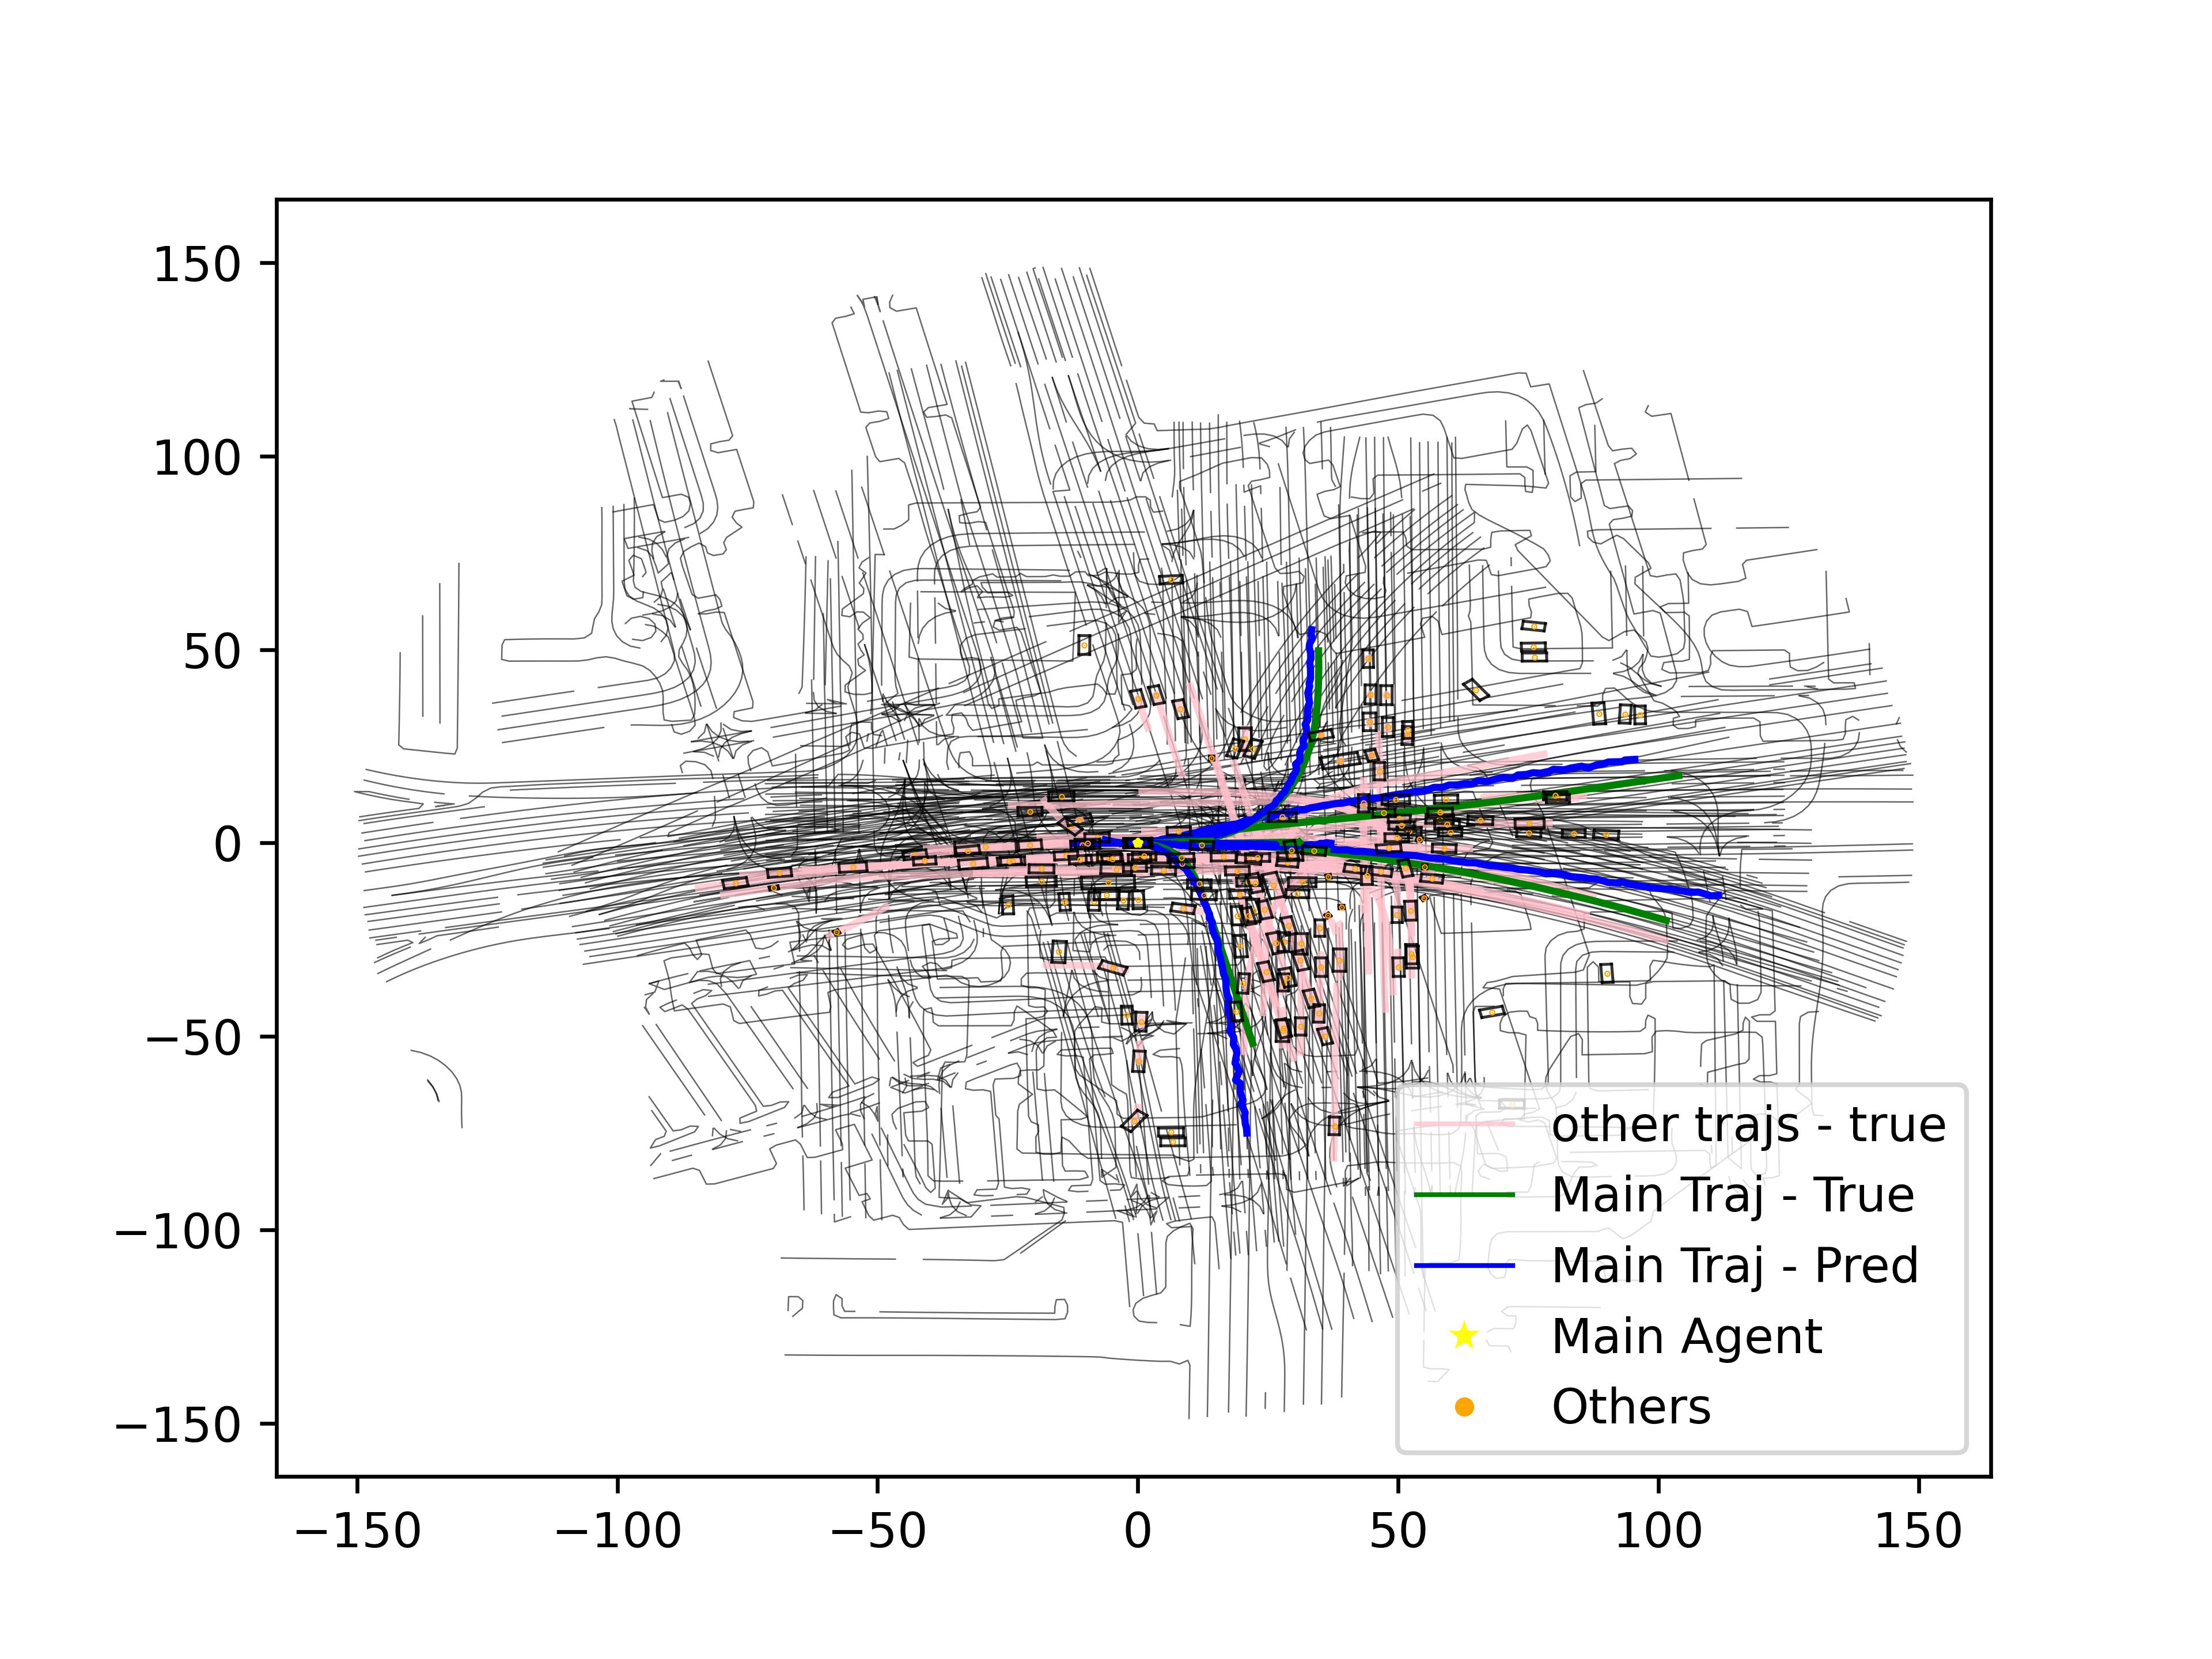 150
100
50
0
−50
−100
−150
−150
−100
−50
0
50
100
150
other trajs - true
Main Traj - True
Main Traj - Pred
Main Agent
Others